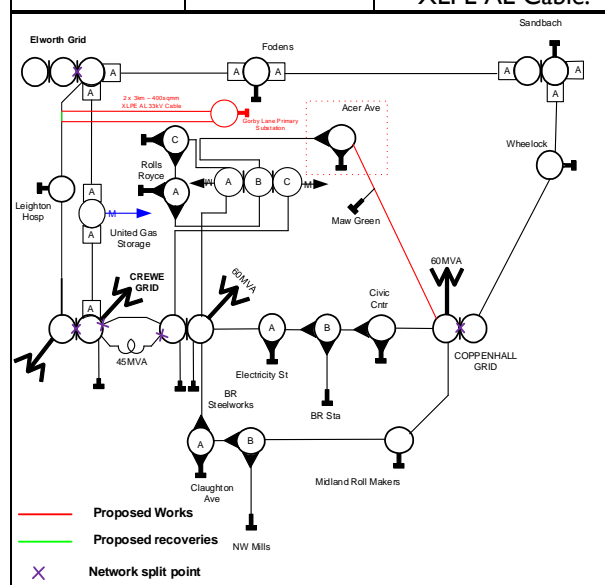 XLPE AL Cable.
Sandbach
Elworth Grid
Fodens
A
A
A
A
A
A
A
2 x 3km – 400sqmm
XLPE AL 33kV Cable
Gorby Lane Primary
Substation
Acer Ave
C
Rolls
Royce
A
A
B
C
M
Wheelock
Leighton
Hosp
M
A
United Gas
Storage
Maw Green
CREWE
GRID
60MVA
60MVA
Civic
Cntr
A
45MVA
A
B
Electricity St
COPPENHALL
GRID
BR
Steelworks
BR Sta
A
B
Claughton
Ave
Midland Roll Makers
NW Mills
Proposed Works
Proposed recoveries
Network split point